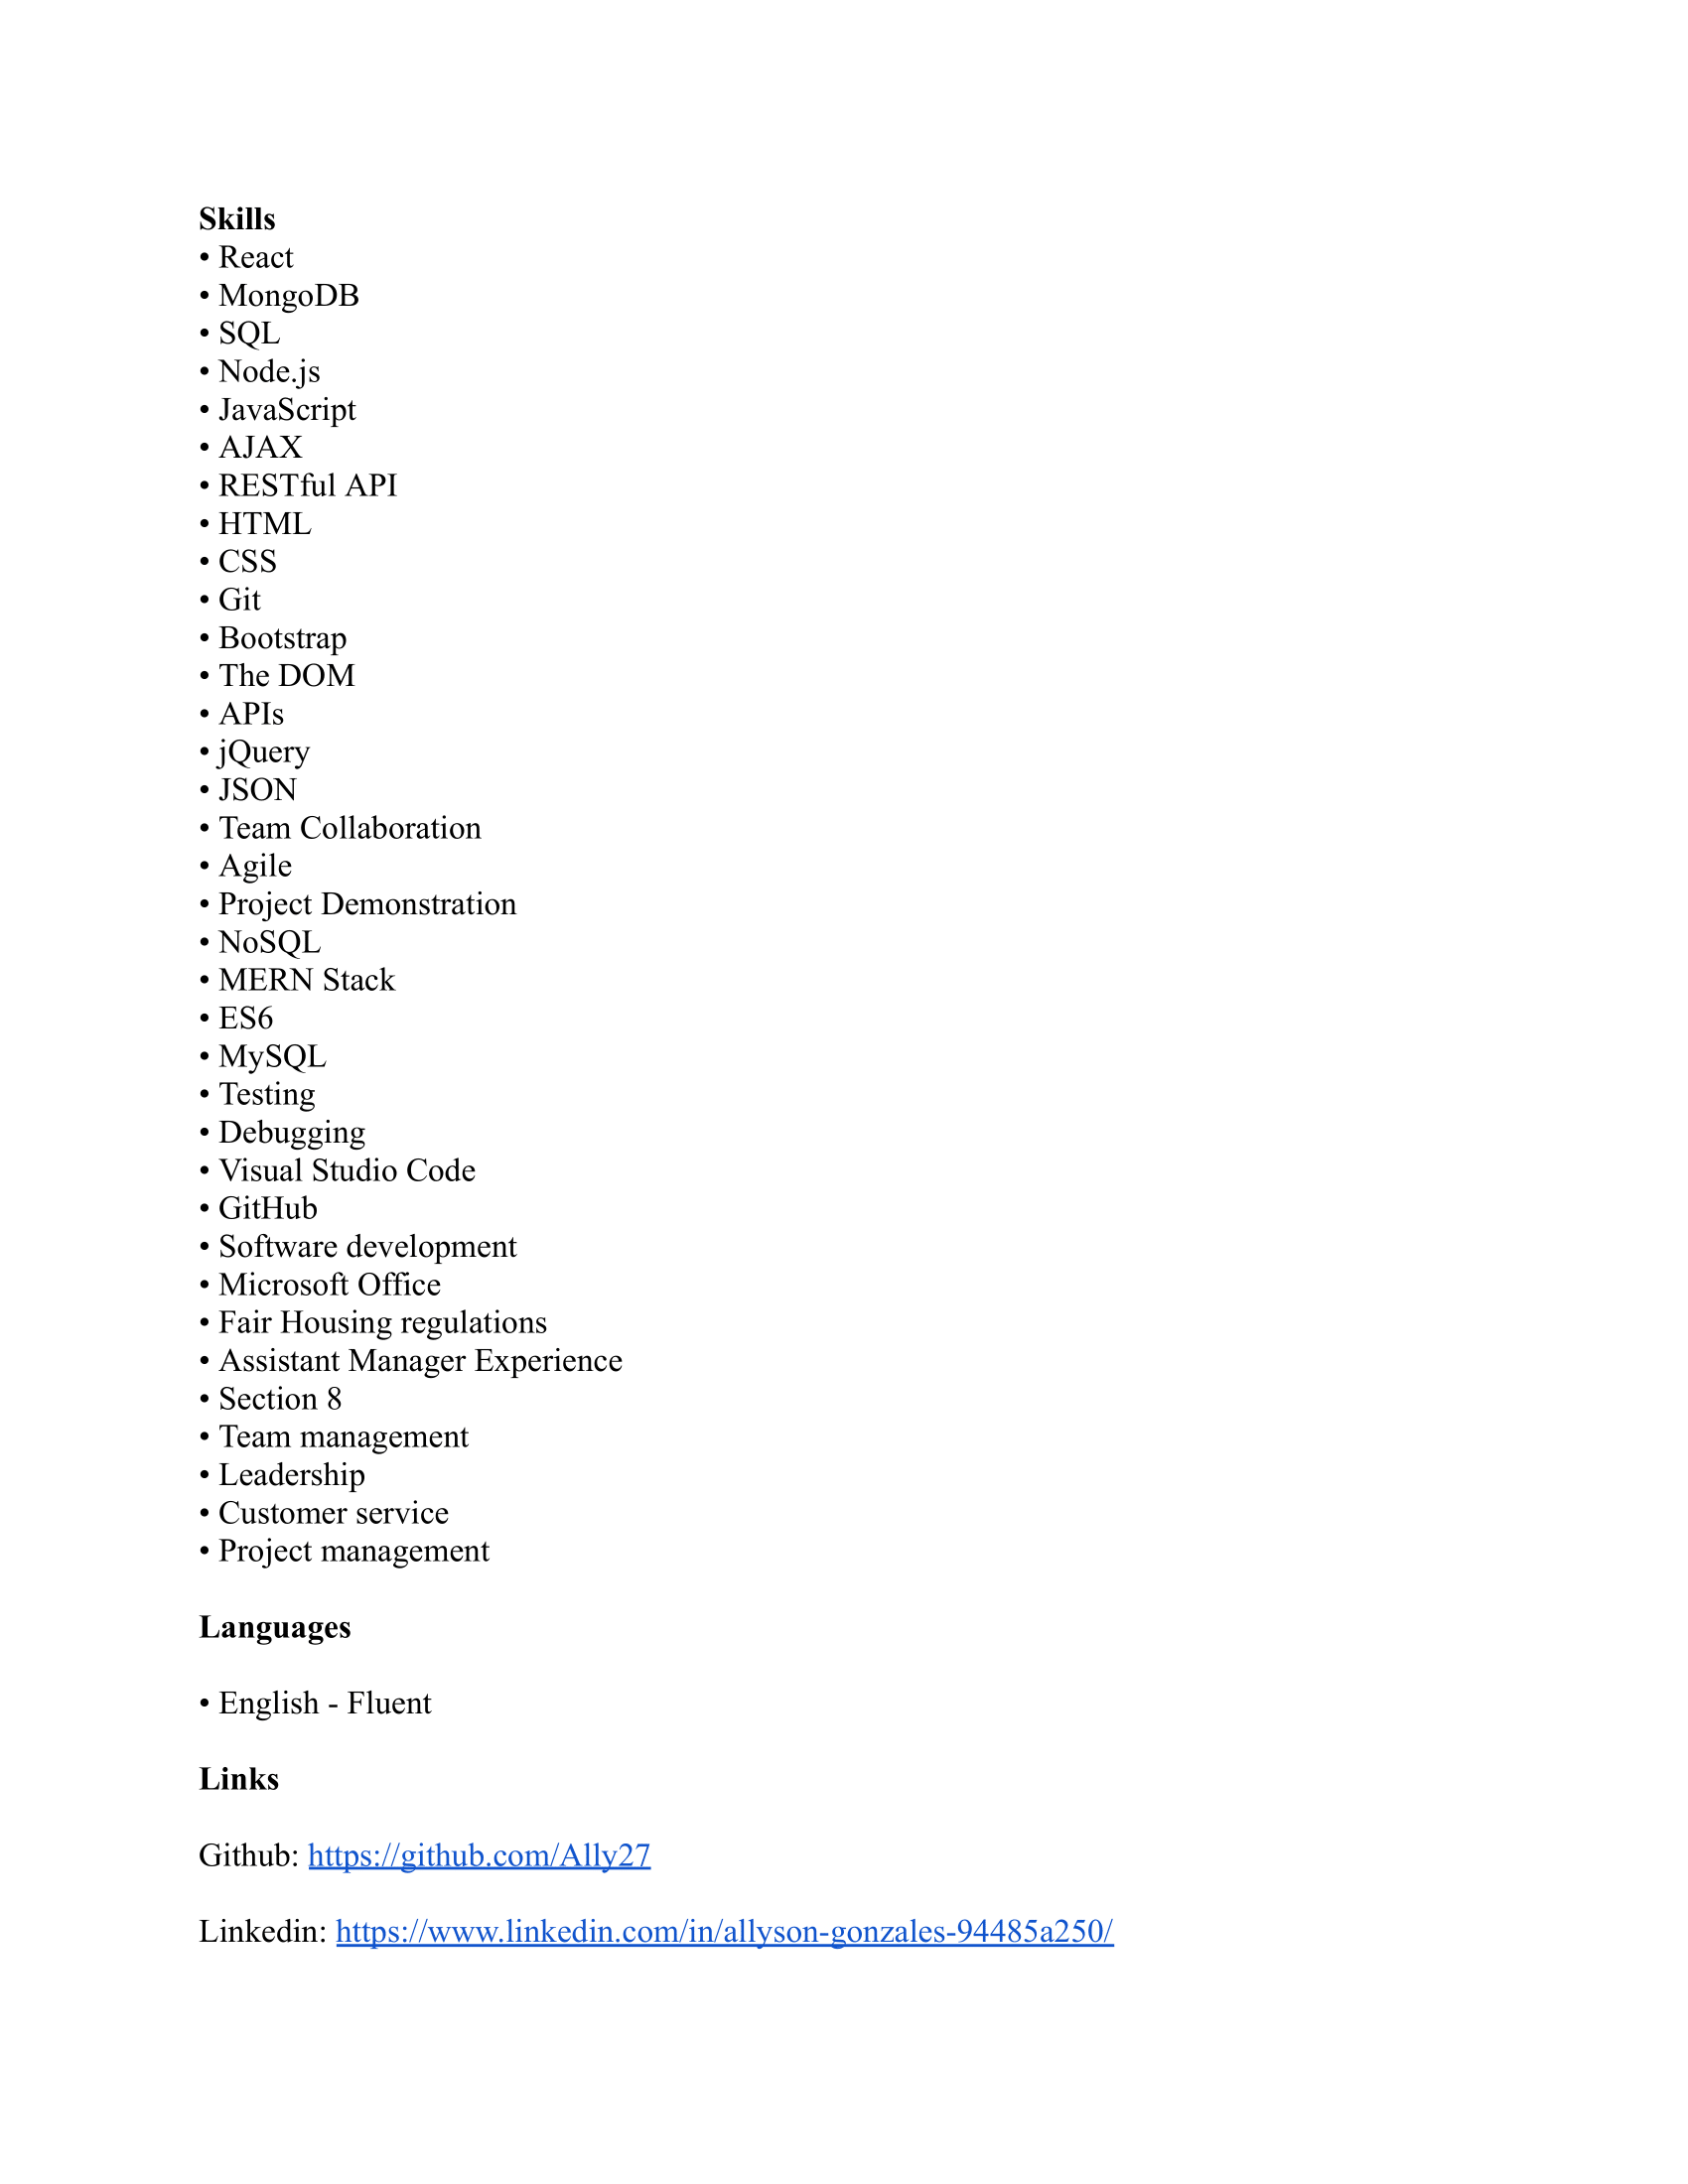 Skills
• React
• MongoDB
• SQL
• Node.js
• JavaScript
• AJAX
• RESTful API
• HTML
• CSS
• Git
• Bootstrap
• The DOM
• APIs
• jQuery
• JSON
• Team Collaboration
• Agile
• Project Demonstration
• NoSQL
• MERN Stack
• ES6
• MySQL
• Testing
• Debugging
• Visual Studio Code
• GitHub
• Software development
• Microsoft Office
• Fair Housing regulations
• Assistant Manager Experience
• Section 8
• Team management
• Leadership
• Customer service
• Project management
Languages
• English - Fluent
Links
Github: https://github.com/Ally27
Linkedin: https://www.linkedin.com/in/allyson-gonzales-94485a250/